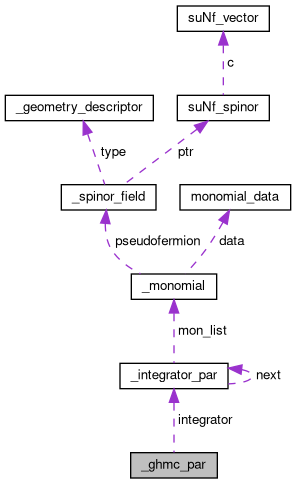 suNf_vector
c
_geometry_descriptor
suNf_spinor
type
ptr
_spinor_field
monomial_data
pseudofermion
data
_monomial
mon_list
_integrator_par
next
integrator
_ghmc_par